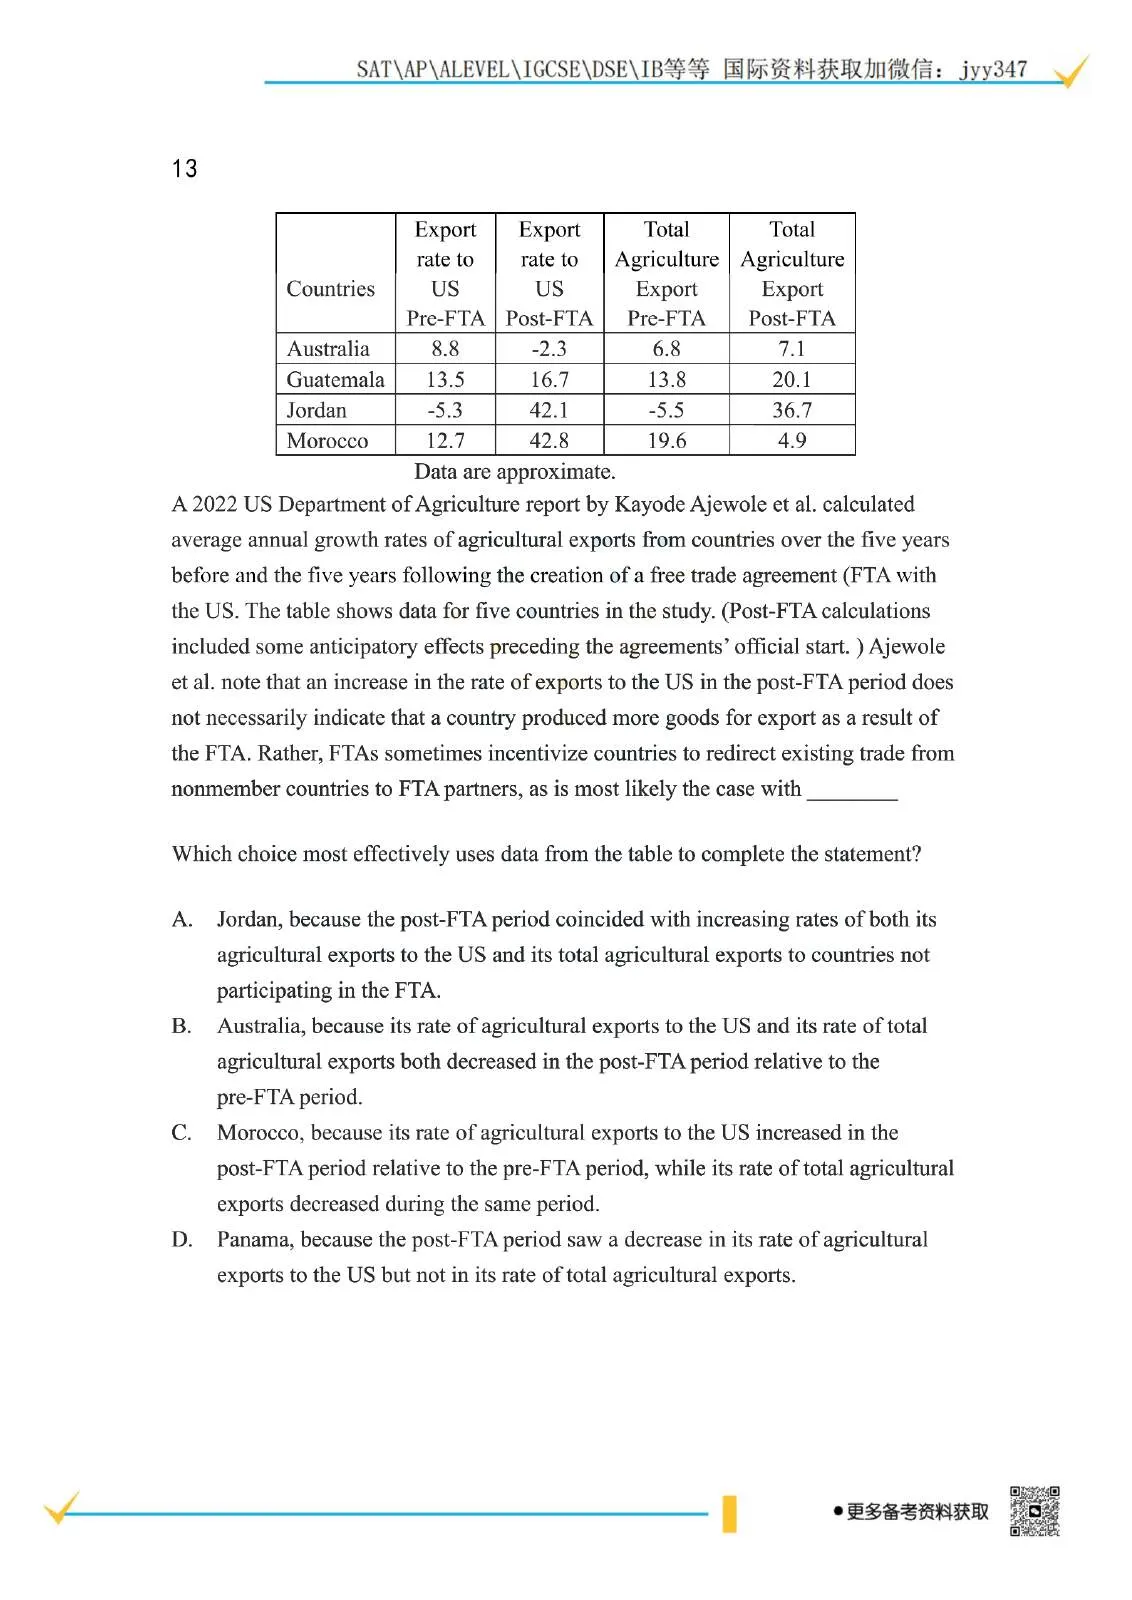 SAT\AP\ALEVEL\IGCSE\DSE\IB等等 国际资料获取加微信：jyy347
13
Countries | Export rate to US Pre-FTA | Export rate to US Post-FTA | Total Agriculture Export Pre-FTA | Total Agriculture Export Post-FTA
Australia 8.8 -2.3 6.8 7.1
Guatemala 13.5 16.7 13.8 20.1
Jordan -5.3 42.1 -5.5 36.7
Morocco 12.7 42.8 19.6 4.9
Data are approximate.
A 2022 US Department of Agriculture report by Kayode Ajewole et al. calculated
average annual growth rates of agricultural exports from countries over the five years
before and the five years following the creation of a free trade agreement (FTA with
the US. The table shows data for five countries in the study. (Post-FTA calculations
included some anticipatory effects preceding the agreements’ official start. ) Ajewole
et al. note that an increase in the rate of exports to the US in the post-FTA period does
not necessarily indicate that a country produced more goods for export as a result of
the FTA. Rather, FTAs sometimes incentivize countries to redirect existing trade from
nonmember countries to FTA partners, as is most likely the case with ________
Which choice most effectively uses data from the table to complete the statement?
A. Jordan, because the post-FTA period coincided with increasing rates of both its
agricultural exports to the US and its total agricultural exports to countries not
participating in the FTA.
B. Australia, because its rate of agricultural exports to the US and its rate of total
agricultural exports both decreased in the post-FTA period relative to the
pre-FTA period.
C. Morocco, because its rate of agricultural exports to the US increased in the
post-FTA period relative to the pre-FTA period, while its rate of total agricultural
exports decreased during the same period.
D. Panama, because the post-FTA period saw a decrease in its rate of agricultural
exports to the US but not in its rate of total agricultural exports.
●更多备考资料获取